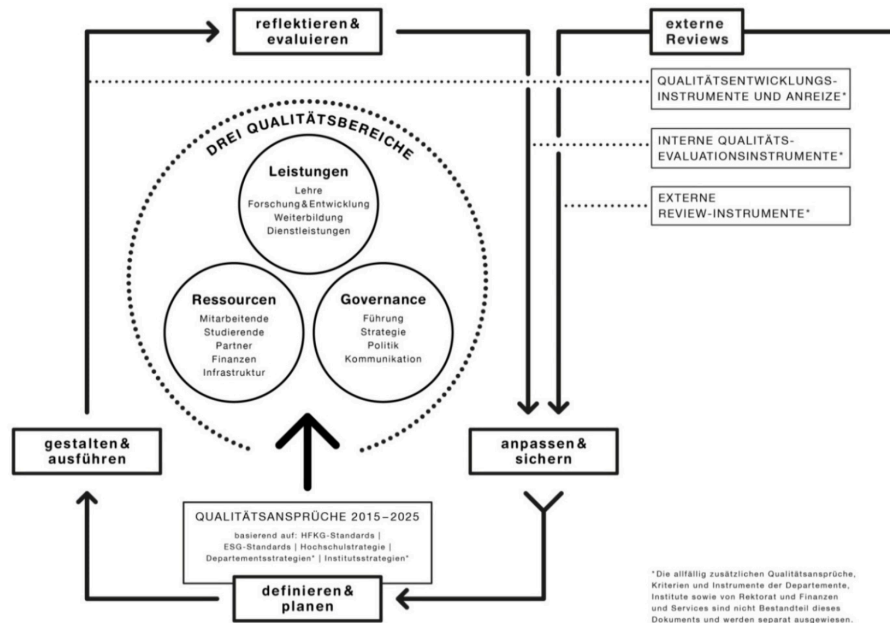 reflektieren &
evaluieren
externe
Reviews
QUALITÄTSENTWICKLUNGS-
INSTRUMENTE UND ANREIZE*
INTERNE QUALITÄTS-
EVALUATIONSINSTRUMENTE*
EXTERNE
REVIEW-INSTRUMENTE*
DREI QUALITÄTSBEREICHE
Leistungen
Lehre
Forschung & Entwicklung
Weiterbildung
Dienstleistungen
Ressourcen
Mitarbeitende
Studierende
Partner
Finanzen
Infrastruktur
Governance
Führung
Strategie
Politik
Kommunikation
gestalten &
ausführen
anpassen &
sichern
QUALITÄTSANSPRÜCHE 2015–2025
basierend auf: HFKG-Standards |
ESG-Standards | Hochschulstrategie |
Departementsstrategien* | Institutsstrategien*
definieren &
planen
*Die allfällig zusätzlichen Qualitätsansprüche,
Kriterien und Instrumente der Departemente,
Institute sowie von Rektorat und Finanzen
und Services sind nicht Bestandteil dieses
Dokuments und werden separat ausgewiesen.